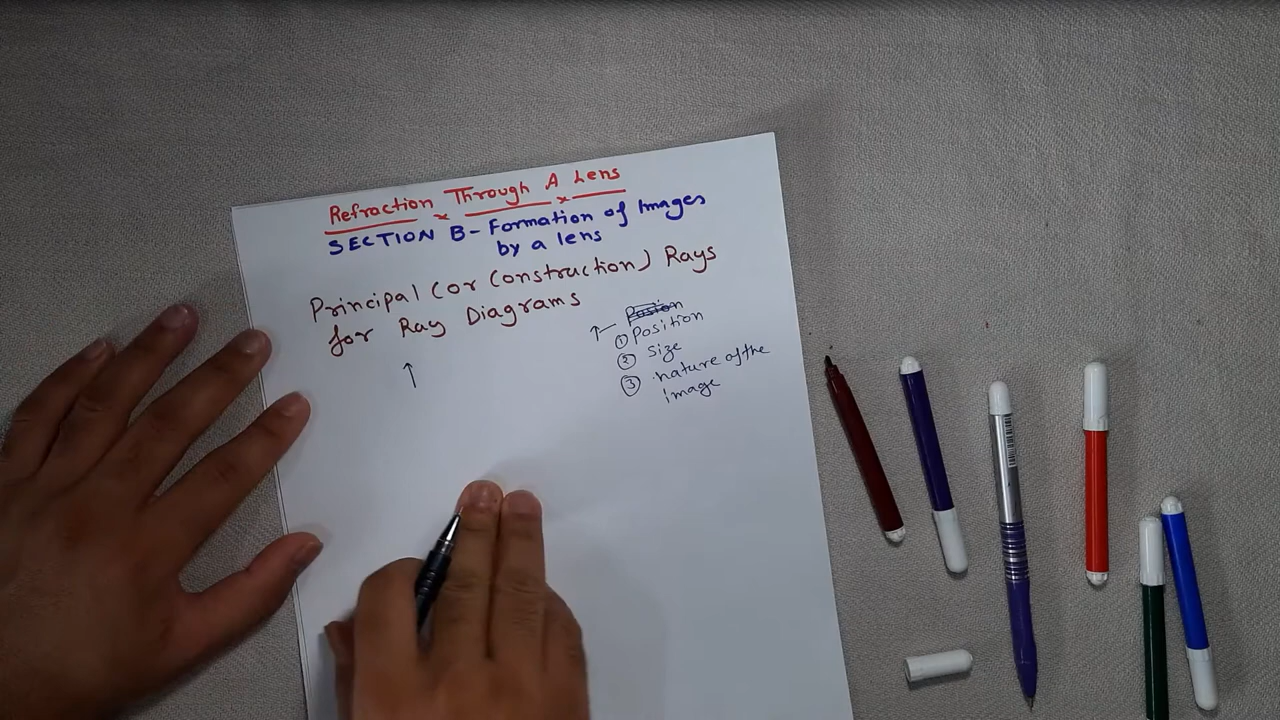 Refraction Through A Lens
SECTION B - Formation of Images
by a lens
Principal (or Construction) Rays
for Ray Diagrams
① Position
② Size
③ nature of the
image